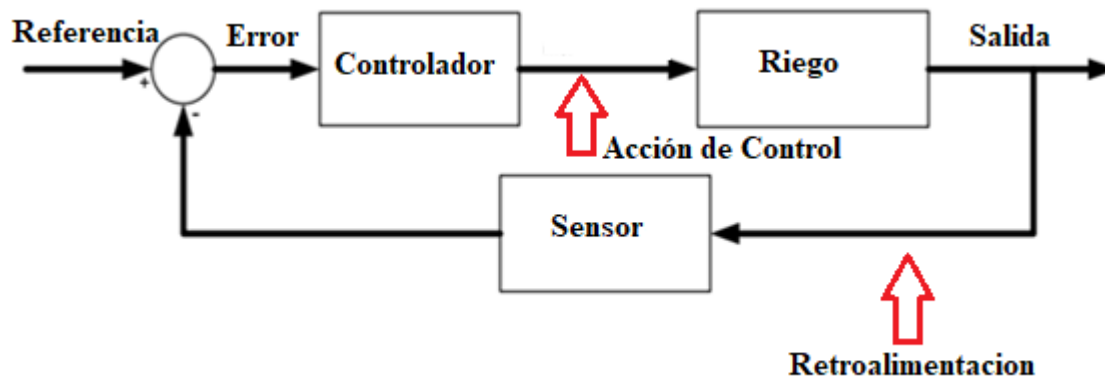 Referencia
Error
Controlador
Riego
Salida
+
-
Acción de Control
Sensor
Retroalimentacion